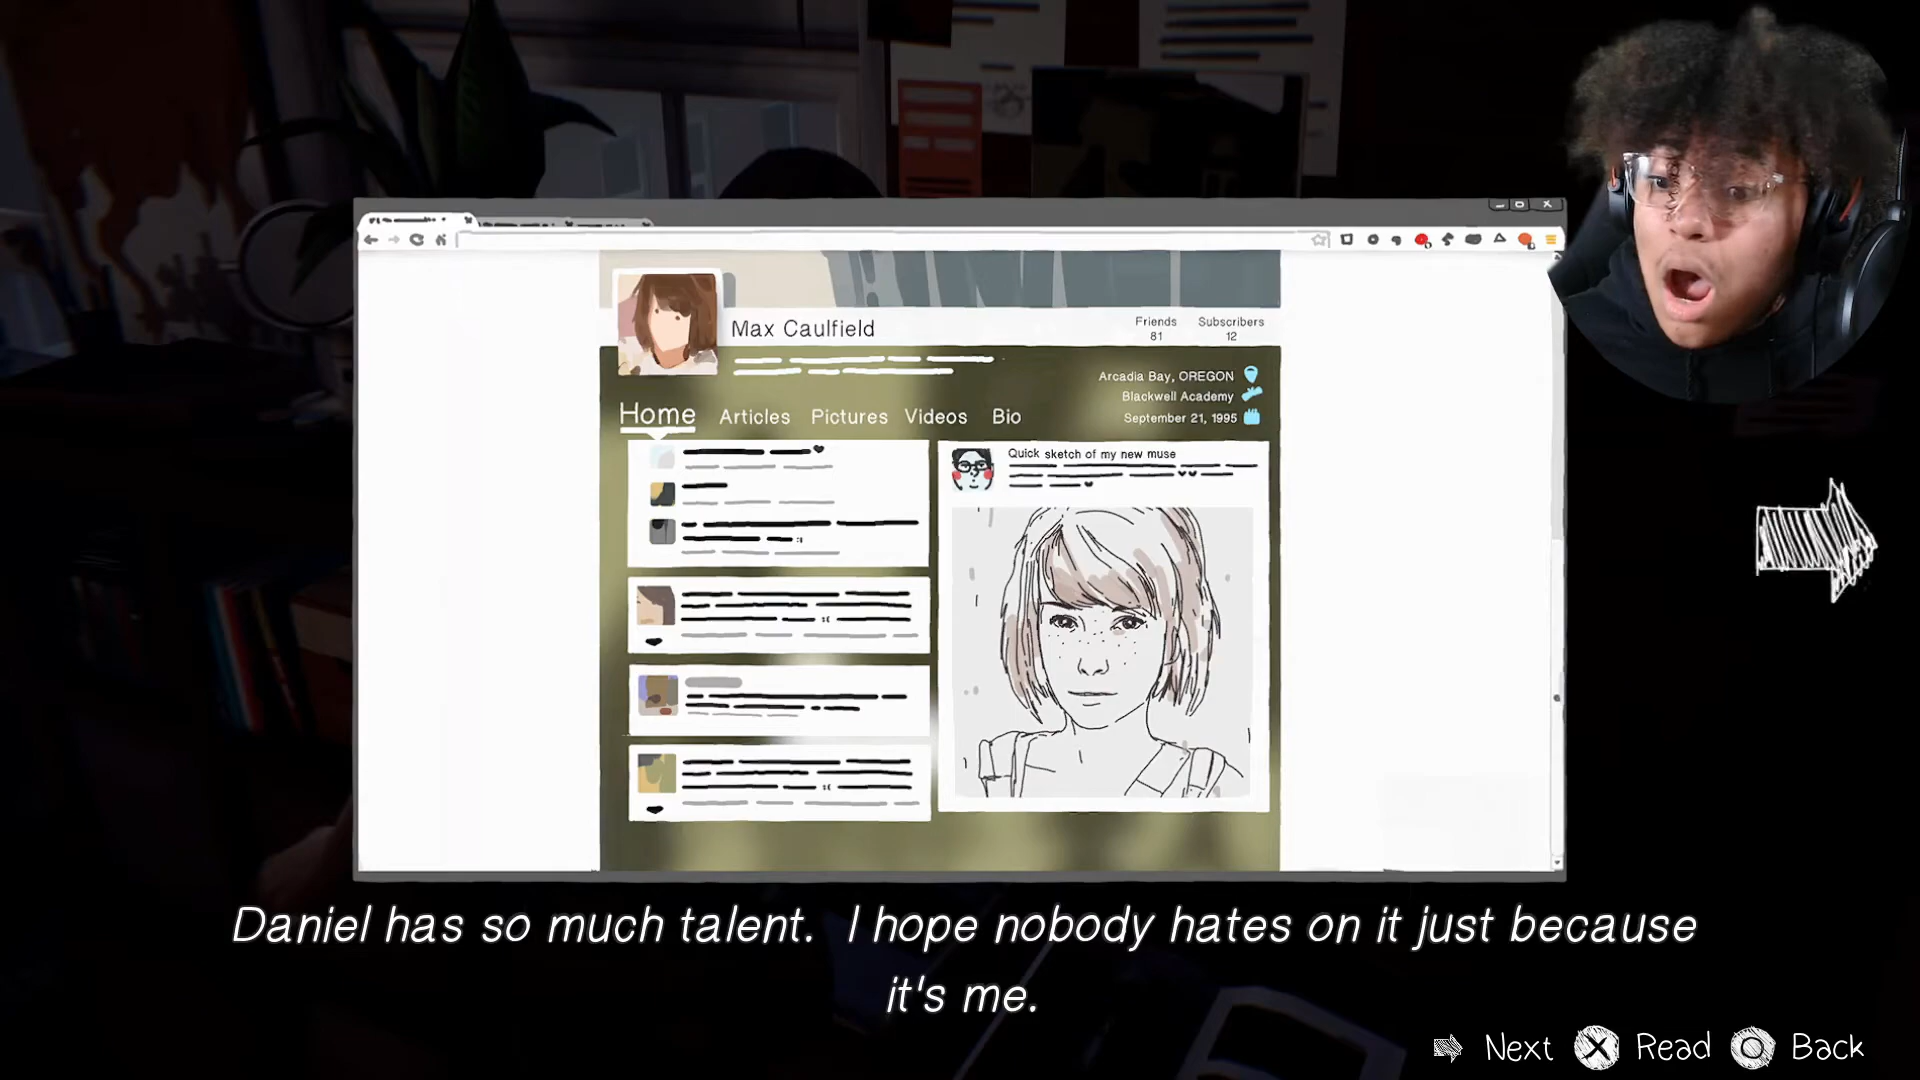 Max Caulfield
Friends
81
Subscribers
12
Arcadia Bay, OREGON
Blackwell Academy
September 21, 1995
Home Articles Pictures Videos Bio
Quick sketch of my new muse
Daniel has so much talent. I hope nobody hates on it just because
it's me.
Next Read Back